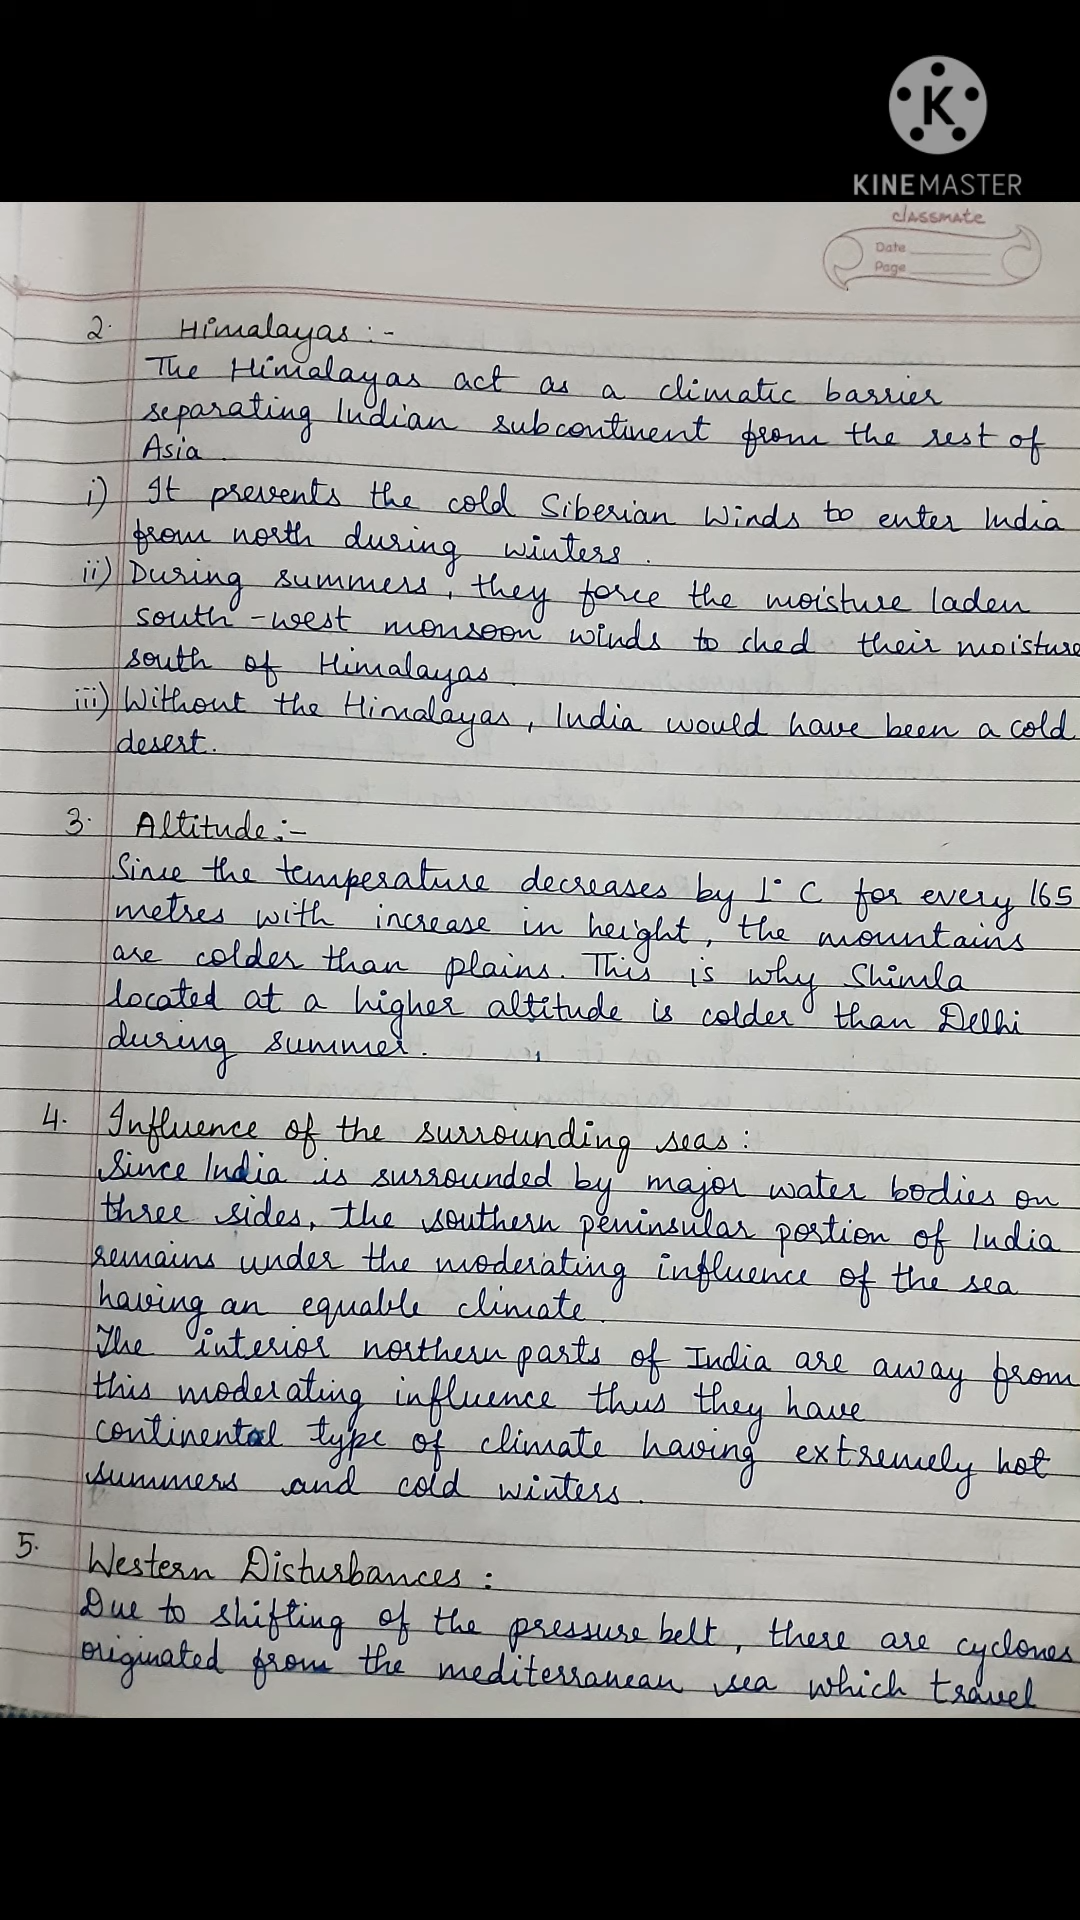 K
KINEMASTER
classmate
Date
Page
2. Himalayas :-
The Himalayas act as a climatic barrier
separating Indian subcontinent from the rest of
Asia.
i) It prevents the cold Siberian Winds to enter India
from north during winters.
ii) During summers, they force the moisture laden
south-west monsoon winds to shed their moisture
south of Himalayas.
iii) Without the Himalayas, India would have been a cold
desert.
3. Altitude :-
Since the temperature decreases by 1°C for every 165
metres with increase in height, the mountains
are colder than plains. This is why Shimla
located at a higher altitude is colder than Delhi
during summer.
4. Influence of the surrounding seas:
Since India is surrounded by major water bodies on
three sides, the southern peninsular portion of India
remains under the moderating influence of the sea
having an equable climate.
The interior northern parts of India are away from
this moderating influence thus they have
continental type of climate having extremely hot
summers and cold winters.
5. Western Disturbances:
Due to shifting of the pressure belt, there are cyclones
originated from the mediterranean sea which travel